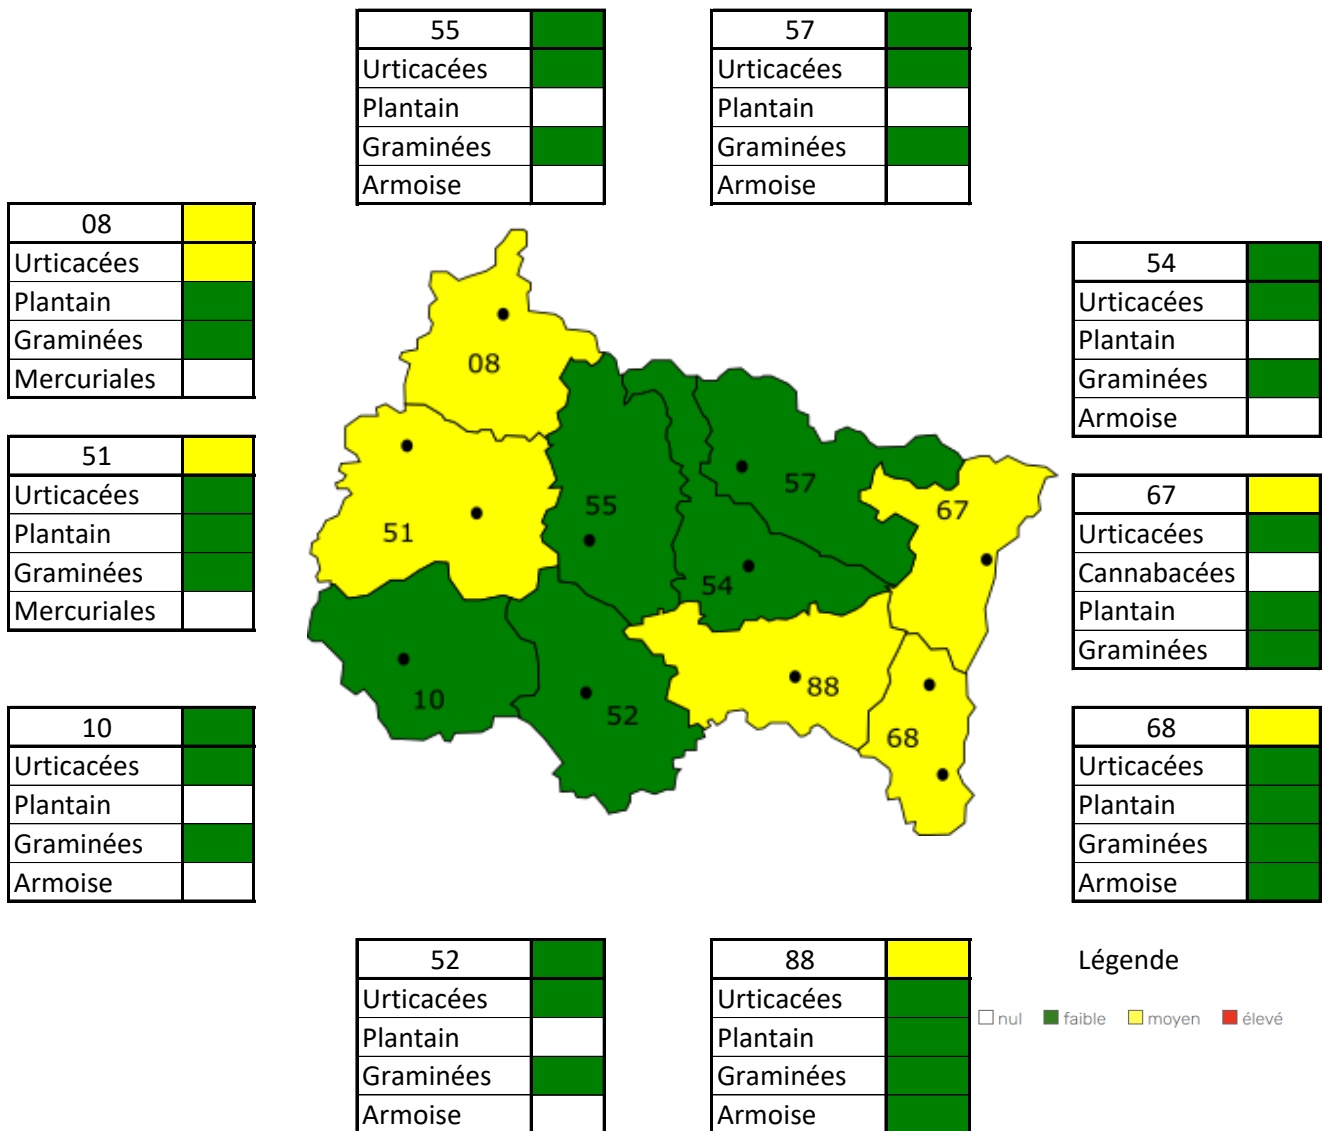 55
Urticacées
Plantain
Graminées
Armoise
57
Urticacées
Plantain
Graminées
Armoise
08
Urticacées
Plantain
Graminées
Mercuriales
51
Urticacées
Plantain
Graminées
Mercuriales
10
Urticacées
Plantain
Graminées
Armoise
08
57
55
67
51
54
88
10
52
68
54
Urticacées
Plantain
Graminées
Armoise
67
Urticacées
Cannabacées
Plantain
Graminées
68
Urticacées
Plantain
Graminées
Armoise
52
Urticacées
Plantain
Graminées
Armoise
88
Urticacées
Plantain
Graminées
Armoise
Légende
nul faible moyen élevé